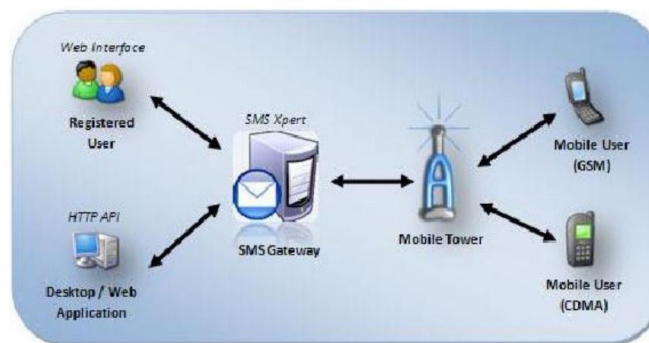 Web Interface
Registered
User
HTTP API
Desktop / Web
Application
SMS Xpert
SMS Gateway
Mobile Tower
Mobile User
(GSM)
Mobile User
(CDMA)